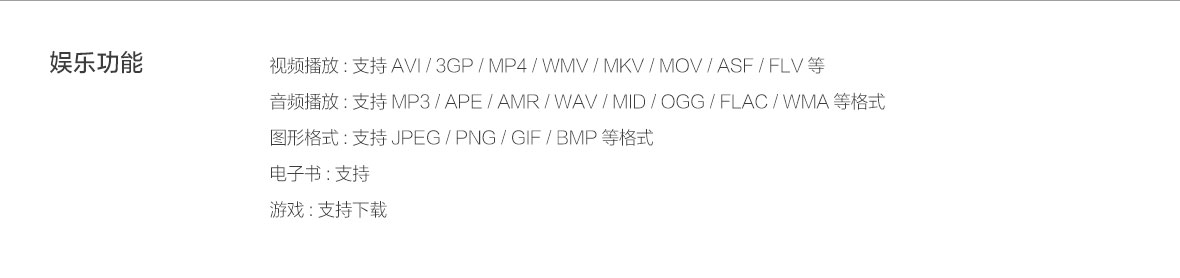 娱乐功能
视频播放 : 支持 AVI / 3GP / MP4 / WMV / MKV / MOV / ASF / FLV 等
音频播放 : 支持 MP3 / APE / AMR / WAV / MID / OGG / FLAC / WMA 等格式
图形格式 : 支持 JPEG / PNG / GIF / BMP 等格式
电子书 : 支持
游戏 : 支持下载